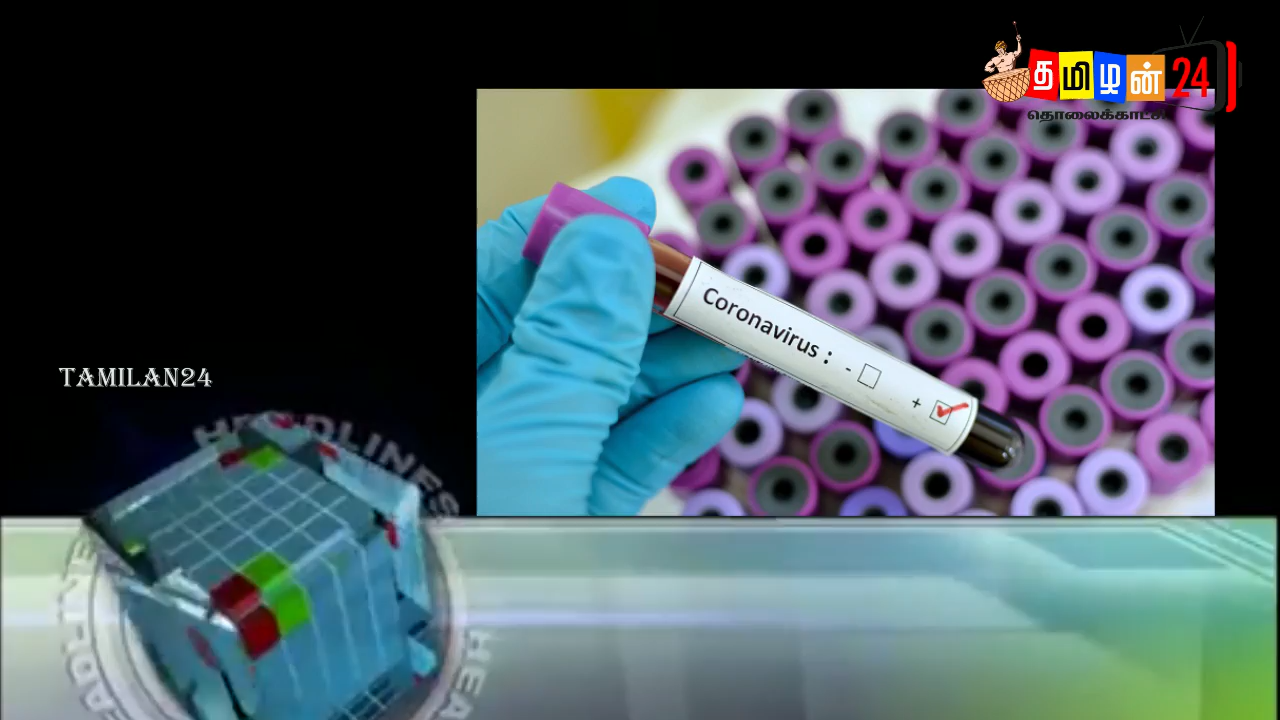 தமிழன் 24
தொலைக்காட்சி
Coronavirus :
-
+
TAMILAN24
HEADLINES